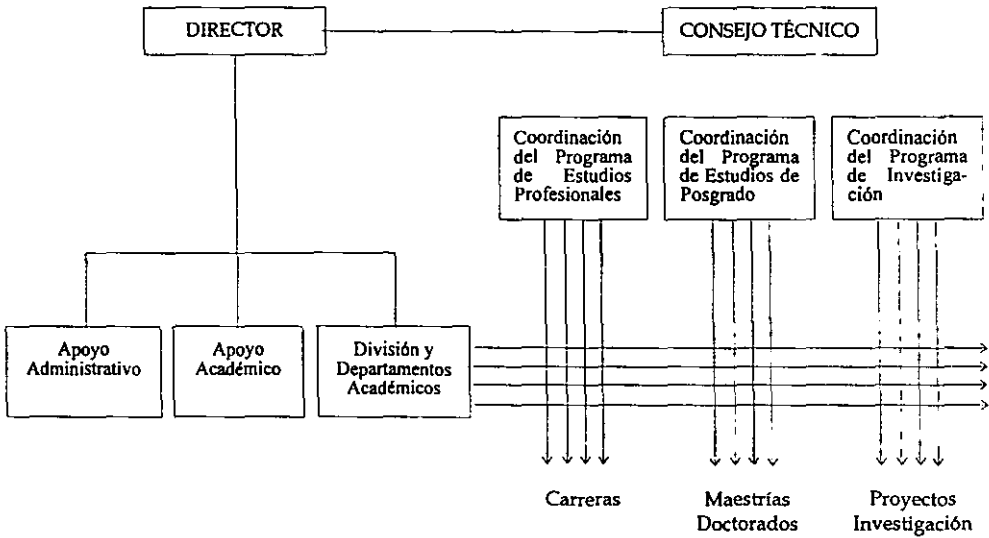 DIRECTOR
CONSEJO TÉCNICO
Coordinación
del Programa
de Estudios
Profesionales
Coordinación
del Programa
de Estudios de
Posgrado
Coordinación
del Programa
de Investiga-
ción
Apoyo
Administrativo
Apoyo
Académico
División y
Departamentos
Académicos
Carreras
Maestrías
Doctorados
Proyectos
Investigación